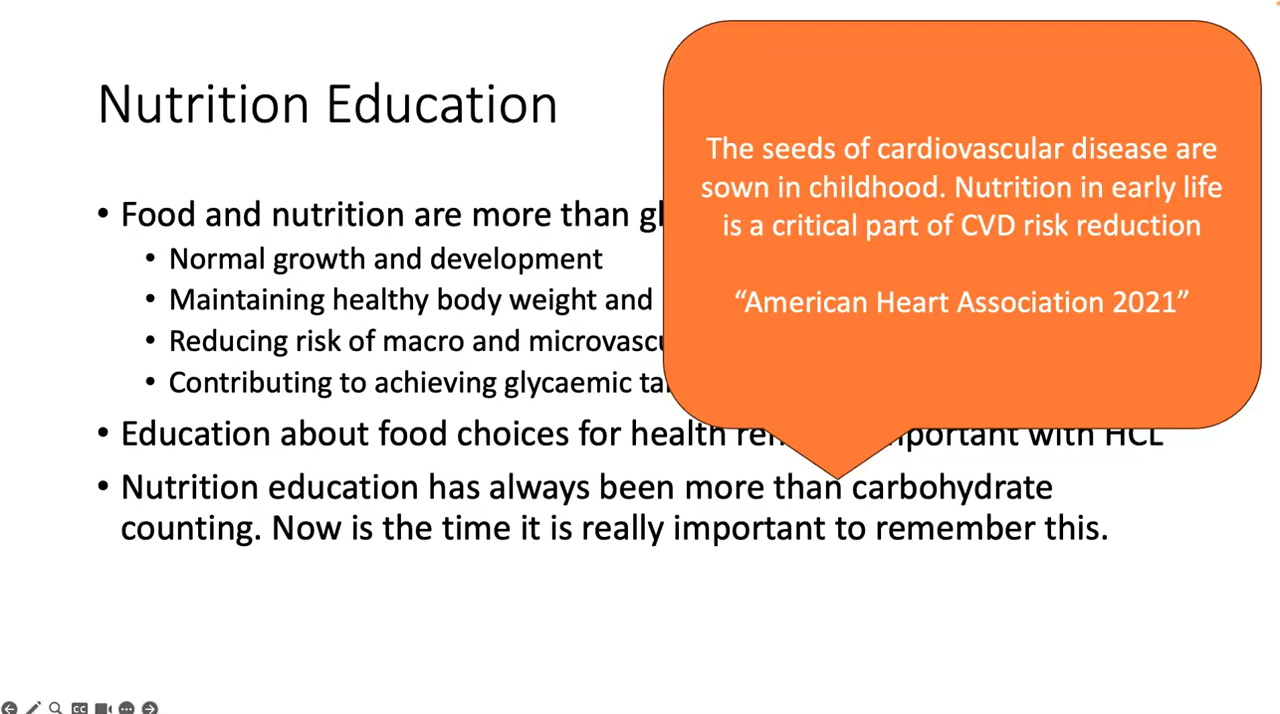 Nutrition Education
• Food and nutrition are more than
• Normal growth and development
• Maintaining healthy body weight and
• Reducing risk of macro and
• Contributing to achieving glycaemic
• Education about food choices for health important with HCL
• Nutrition education has always been more than carbohydrate
counting. Now is the time it is really important to remember this.
The seeds of cardiovascular disease are
sown in childhood. Nutrition in early life
is a critical part of CVD risk reduction
“American Heart Association 2021”
CC